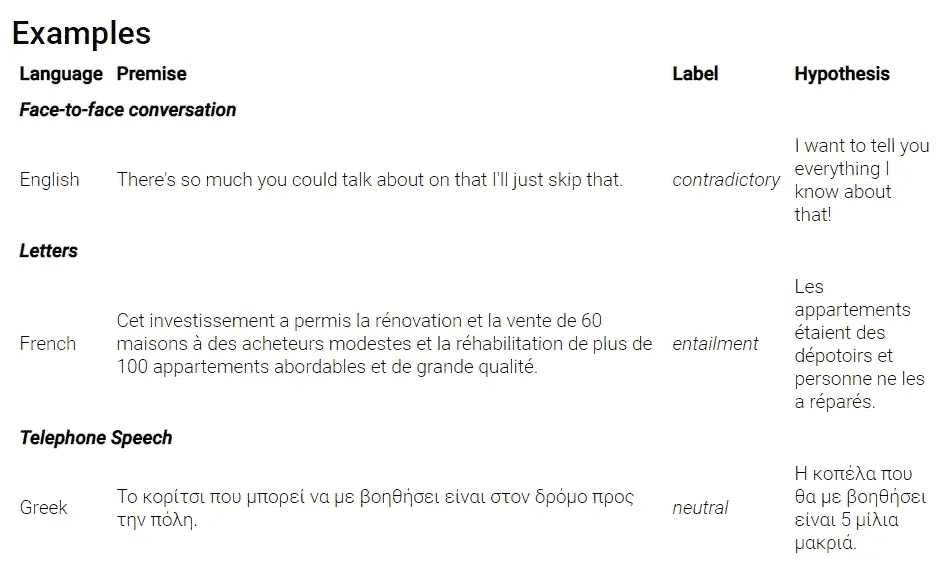 Examples
Language Premise Label Hypothesis
Face-to-face conversation
English There's so much you could talk about on that I'll just skip that. contradictory I want to tell you
everything I
know about
that!
Letters
French Cet investissement a permis la rénovation et la vente de 60
maisons à des acheteurs modestes et la réhabilitation de plus de
100 appartements abordables et de grande qualité.
entailment
Les
appartements
étaient des
dépotoirs et
personne ne les
a réparés.
Telephone Speech
Greek Το κορίτσι που μπορεί να με βοηθήσει είναι στον δρόμο προς
την πόλη.
neutral
Η κοπέλα που
θα με βοηθήσει
είναι 5 μίλια
μακριά.